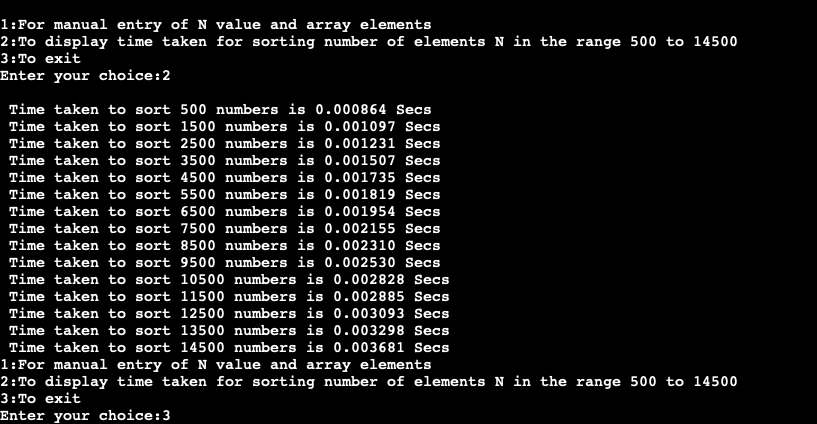 1:For manual entry of N value and array elements
2:To display time taken for sorting number of elements N in the range 500 to 14500
3:To exit
Enter your choice:2
Time taken to sort 500 numbers is 0.000864 Secs
Time taken to sort 1500 numbers is 0.001097 Secs
Time taken to sort 2500 numbers is 0.001231 Secs
Time taken to sort 3500 numbers is 0.001507 Secs
Time taken to sort 4500 numbers is 0.001735 Secs
Time taken to sort 5500 numbers is 0.001819 Secs
Time taken to sort 6500 numbers is 0.001954 Secs
Time taken to sort 7500 numbers is 0.002155 Secs
Time taken to sort 8500 numbers is 0.002310 Secs
Time taken to sort 9500 numbers is 0.002530 Secs
Time taken to sort 10500 numbers is 0.002828 Secs
Time taken to sort 11500 numbers is 0.002885 Secs
Time taken to sort 12500 numbers is 0.003093 Secs
Time taken to sort 13500 numbers is 0.003298 Secs
Time taken to sort 14500 numbers is 0.003681 Secs
1:For manual entry of N value and array elements
2:To display time taken for sorting number of elements N in the range 500 to 14500
3:To exit
Enter your choice:3